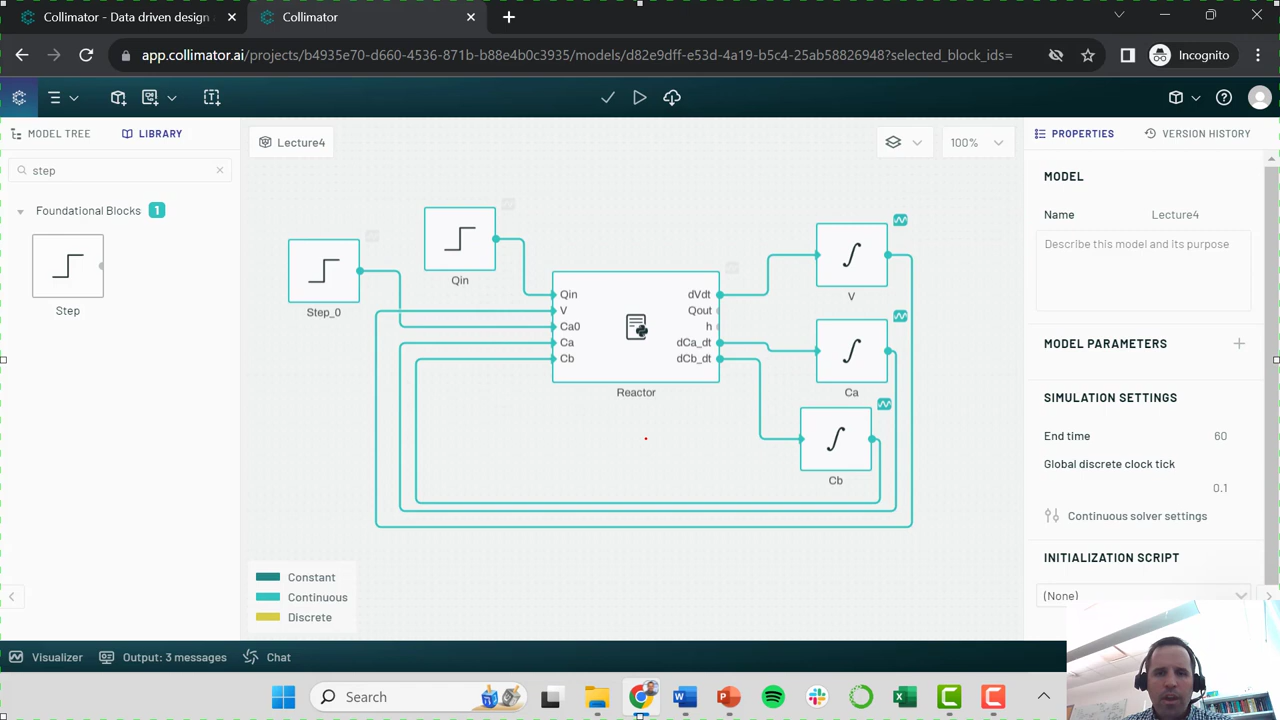 Collimator - Data driven design
Collimator
app.collimator.ai/projects/b4935e70-d660-4536-871b-b88e4b0c3935/models/d82e9dff-e53d-4a19-b5c4-25ab58826948?selected_block_ids=
Incognito
MODEL TREE
LIBRARY
step
Foundational Blocks 1
Step
Lecture4
100%
Qin
Step_0
Qin
V
Ca0
Ca
Cb
dVdt
Qout
h
dCa_dt
dCb_dt
Reactor
V
Ca
Cb
Constant
Continuous
Discrete
PROPERTIES
VERSION HISTORY
MODEL
Name Lecture4
Describe this model and its purpose
MODEL PARAMETERS
SIMULATION SETTINGS
End time 60
Global discrete clock tick
0.1
Continuous solver settings
INITIALIZATION SCRIPT
(None)
Visualizer
Output: 3 messages
Chat
Search